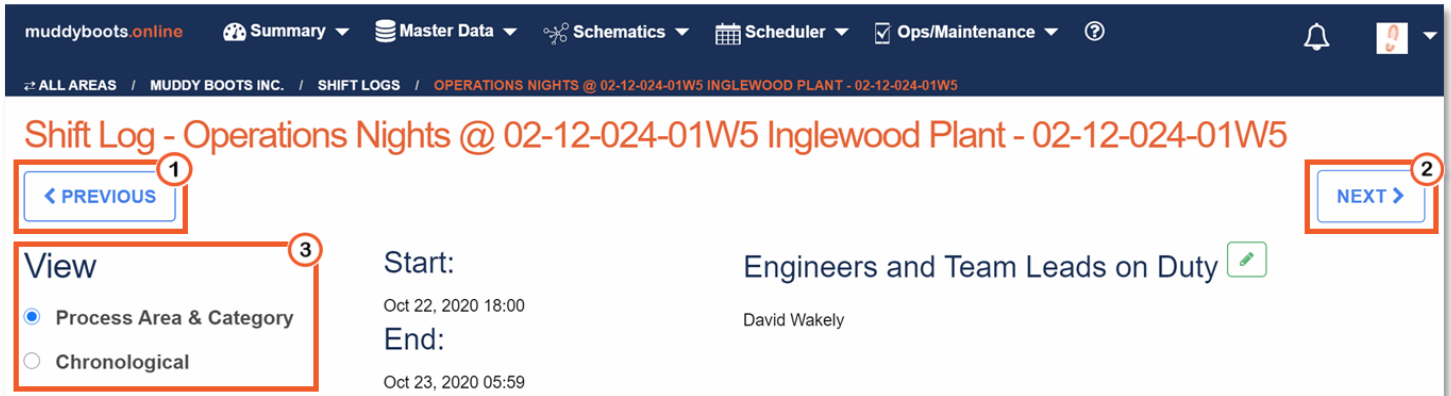 muddyboots.online Summary Master Data Schematics Scheduler Ops/Maintenance ?
ALL AREAS / MUDDY BOOTS INC. / SHIFT LOGS / OPERATIONS NIGHTS @ 02-12-024-01W5 INGLEWOOD PLANT - 02-12-024-01W5
Shift Log - Operations Nights @ 02-12-024-01W5 Inglewood Plant - 02-12-024-01W5
1
2
PREVIOUS
NEXT
3
View
Process Area & Category
Chronological
Start:
Oct 22, 2020 18:00
End:
Oct 23, 2020 05:59
Engineers and Team Leads on Duty
David Wakely